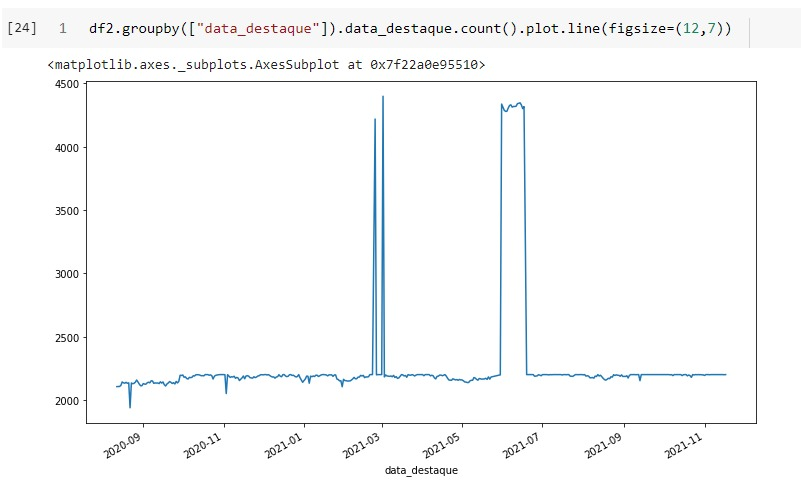 [24] 1 df2.groupby(["data_destaque"]).data_destaque.count().plot.line(figsize=(12,7))
<matplotlib.axes._subplots.AxesSubplot at 0x7f22a0e95510>
4500
4000
3500
3000
2500
2000
2020-09 2020-11 2021-01 2021-03 2021-05 2021-07 2021-09 2021-11
data_destaque